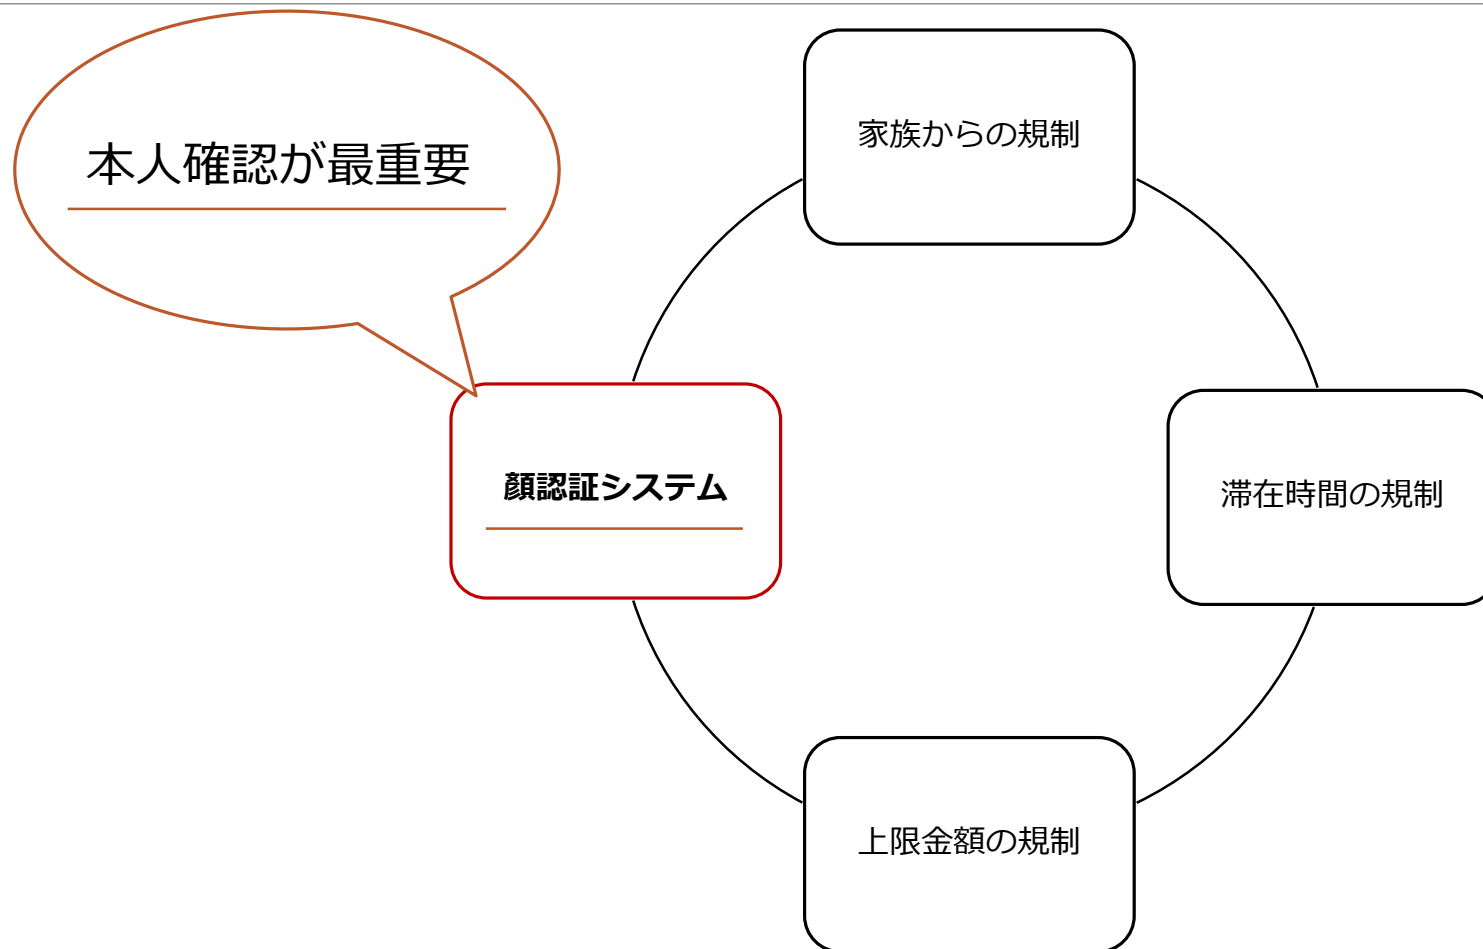 本人確認が最重要
家族からの規制
顔認証システム
滞在時間の規制
上限金額の規制